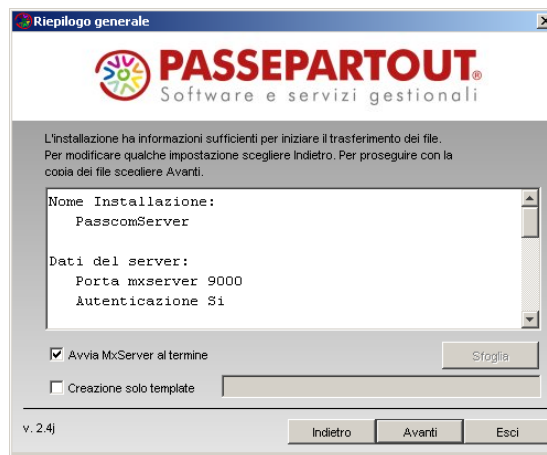 Riepilogo generale
PASSEPARTOUT®
Software e servizi gestionali
L'installazione ha informazioni sufficienti per iniziare il trasferimento dei file.
Per modificare qualche impostazione scegliere Indietro. Per proseguire con la
copia dei file scegliere Avanti.
Nome Installazione:
PasscomServer
Dati del server:
Porta mxserver 9000
Autenticazione Si
Avvia MxServer al termine
Sfoglia
Creazione solo template
v. 2.4j
Indietro
Avanti
Esci